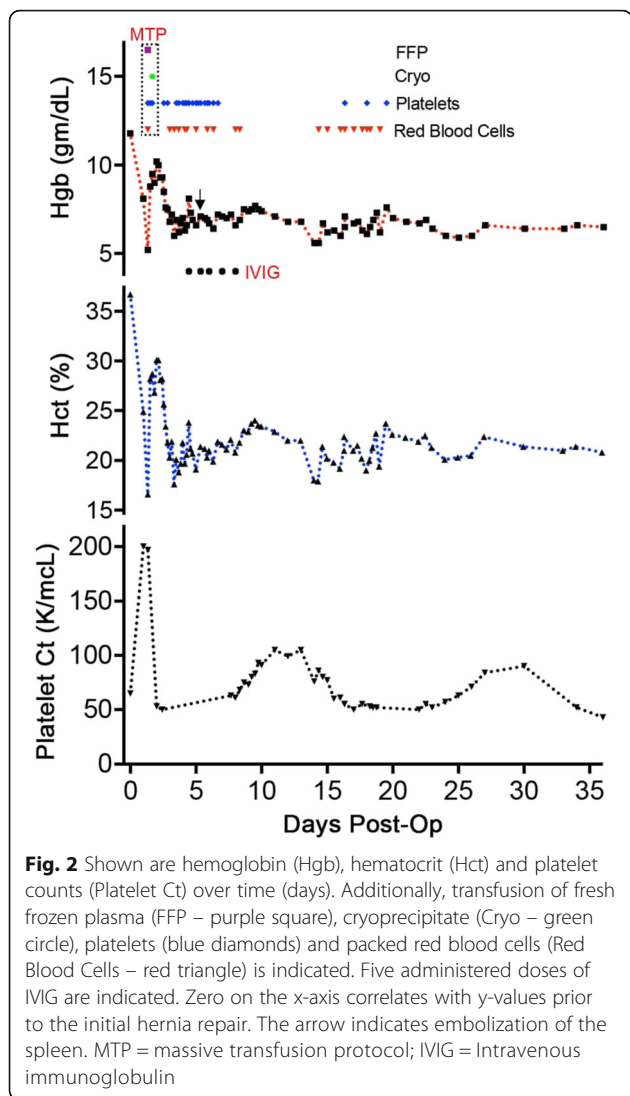 MTP
FFP
Cryo
Platelets
Red Blood Cells
Hgb (gm/dL)
15
10
5
IVIG
Hct (%)
35
30
25
20
15
Platelet Ct (K/mcL)
200
150
100
50
0
0 5 10 15 20 25 30 35
Days Post-Op
Fig. 2 Shown are hemoglobin (Hgb), hematocrit (Hct) and platelet
counts (Platelet Ct) over time (days). Additionally, transfusion of fresh
frozen plasma (FFP – purple square), cryoprecipitate (Cryo – green
circle), platelets (blue diamonds) and packed red blood cells (Red
Blood Cells – red triangle) is indicated. Five administered doses of
IVIG are indicated. Zero on the x-axis correlates with y-values prior
to the initial hernia repair. The arrow indicates embolization of the
spleen. MTP = massive transfusion protocol; IVIG = Intravenous
immunoglobulin